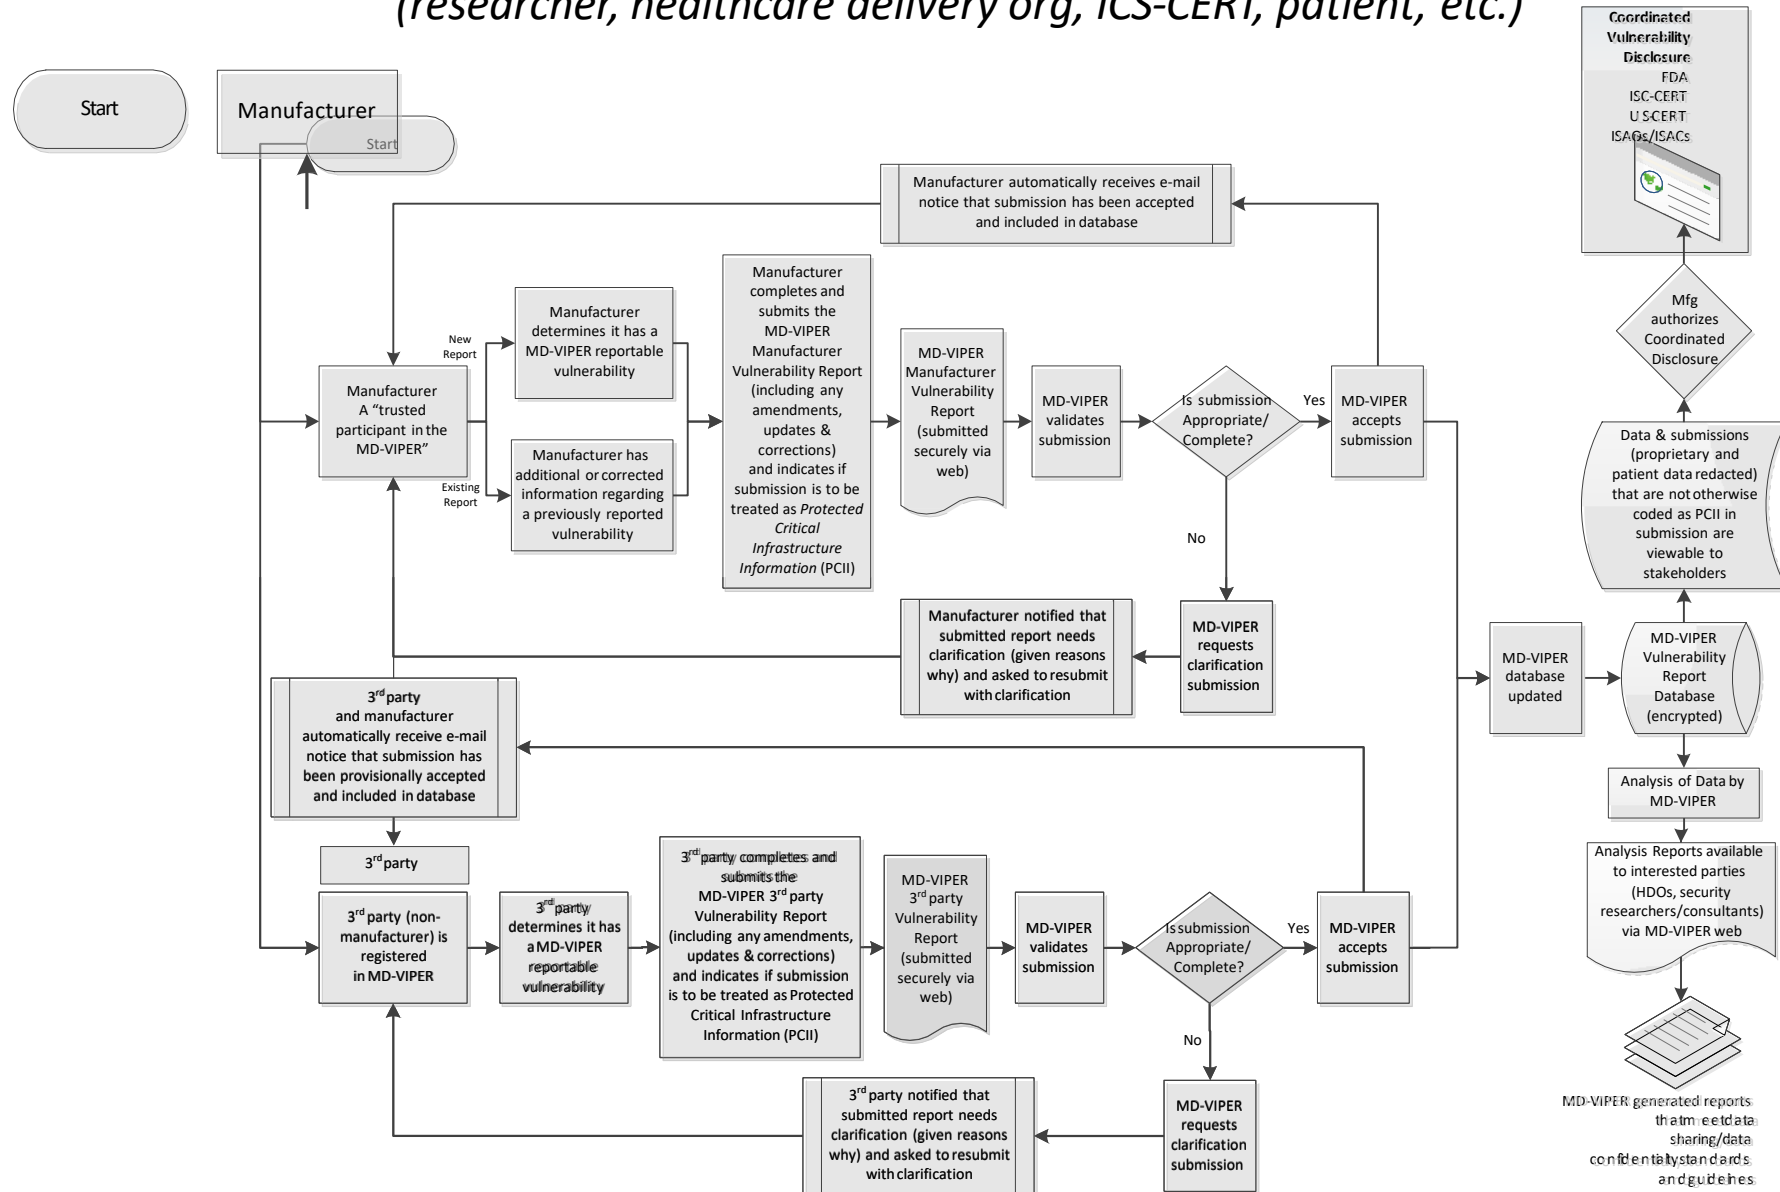 (researcher, healthcare delivery org, ICS-CERT, patient, etc.)
Start
Manufacturer
Start
Coordinated
Vulnerability
Disclosure
FDA
ISC-CERT
US-CERT
ISAOs/ISACs
Manufacturer automatically receives e-mail
notice that submission has been accepted
and included in database
Mfg
authorizes
Coordinated
Disclosure
Manufacturer
A “trusted
participant in the
MD-VIPER”
New
Report
Existing
Report
Manufacturer
determines it has a
MD-VIPER reportable
vulnerability
Manufacturer has
additional or corrected
information regarding
a previously reported
vulnerability
Manufacturer
completes and
submits the
MD-VIPER
Manufacturer
Vulnerability Report
(including any
amendments,
updates &
corrections)
and indicates if
submission is to be
treated as Protected
Critical
Infrastructure
Information (PCII)
MD-VIPER
Manufacturer
Vulnerability
Report
(submitted
securely via
web)
MD-VIPER
validates
submission
Is submission
Appropriate/
Complete?
Yes
No
MD-VIPER
accepts
submission
Data & submissions
(proprietary and
patient data redacted)
that are not otherwise
coded as PCII in
submission are
viewable to
stakeholders
Manufacturer notified that
submitted report needs
clarification (given reasons
why) and asked to resubmit
with clarification
MD-VIPER
requests
clarification
submission
MD-VIPER
database
updated
MD-VIPER
Vulnerability
Report
Database
(encrypted)
3rd party
and manufacturer
automatically receive e-mail
notice that submission has
been provisionally accepted
and included in database
Analysis of Data by
MD-VIPER
3rd party
3rd party (non-
manufacturer) is
registered
in MD-VIPER
3rd party
determines it has
a MD-VIPER
reportable
vulnerability
3rd party completes and
submits the
MD-VIPER 3rd party
Vulnerability Report
(including any amendments,
updates & corrections)
and indicates if submission
is to be treated as Protected
Critical Infrastructure
Information (PCII)
MD-VIPER
3rd party
Vulnerability
Report
(submitted
securely via
web)
MD-VIPER
validates
submission
Is submission
Appropriate/
Complete?
Yes
No
MD-VIPER
accepts
submission
Analysis Reports available
to interested parties
(HDOs, security
researchers/consultants)
via MD-VIPER web
3rd party notified that
submitted report needs
clarification (given reasons
why) and asked to resubmit
with clarification
MD-VIPER
requests
clarification
submission
MD-VIPER generated reports
that meet data
sharing/data
confidentialty standards
and guidelines